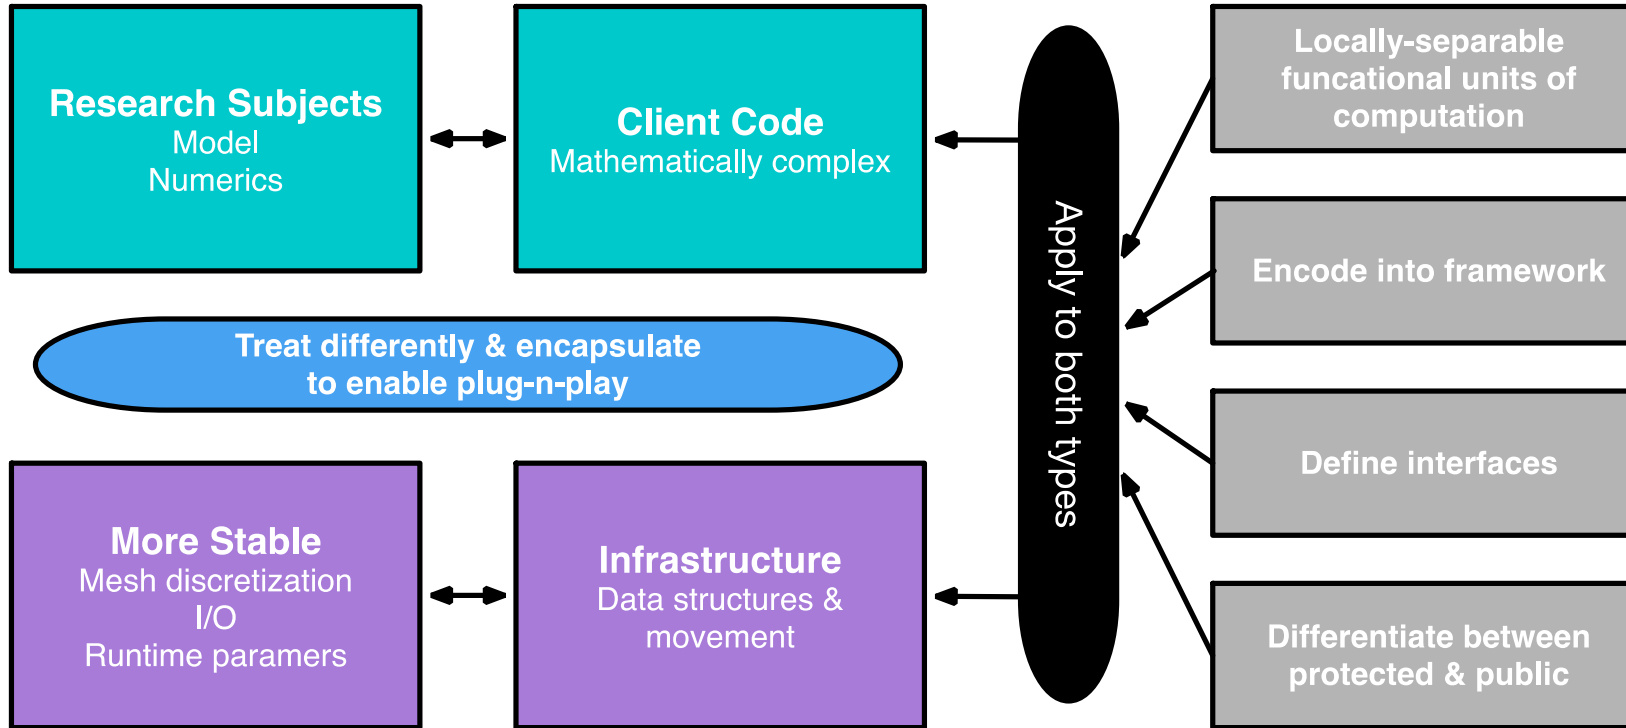 Research Subjects
Model
Numerics
Client Code
Mathematically complex
Treat differently & encapsulate
to enable plug-n-play
More Stable
Mesh discretization
I/O
Runtime paramers
Infrastructure
Data structures &
movement
Apply to both types
Locally-separable
funcational units of
computation
Encode into framework
Define interfaces
Differentiate between
protected & public